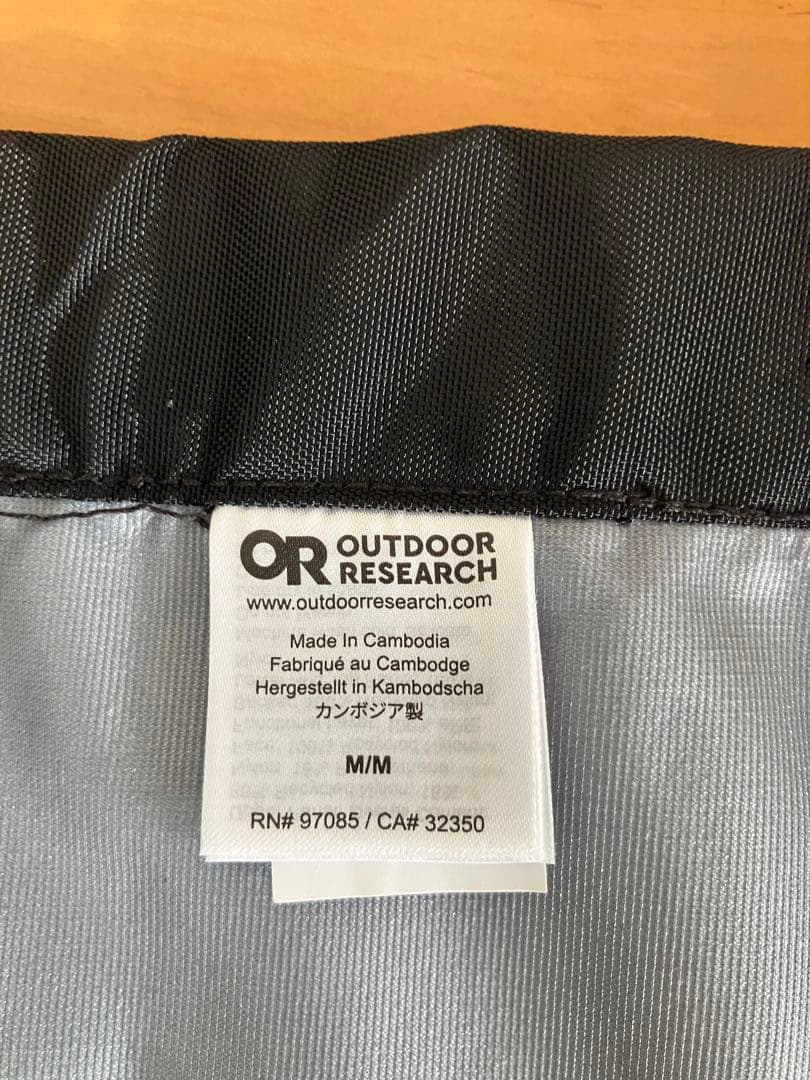 OR OUTDOOR
RESEARCH
www.outdoorresearch.com
Made In Cambodia
Fabriqué au Cambodge
Hergestellt in Kambodscha
カンボジア製
M/M
RN# 97085 / CA# 32350